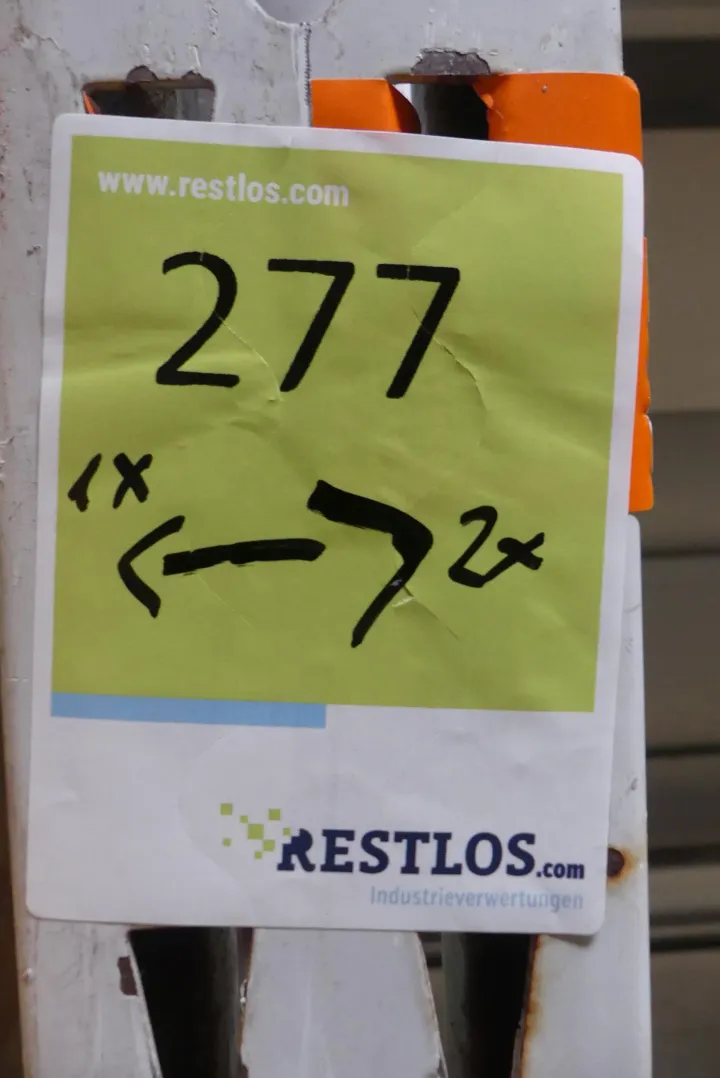 www.restlos.com
277
1x 2x
RESTLOS.com
Industrieverwertungen